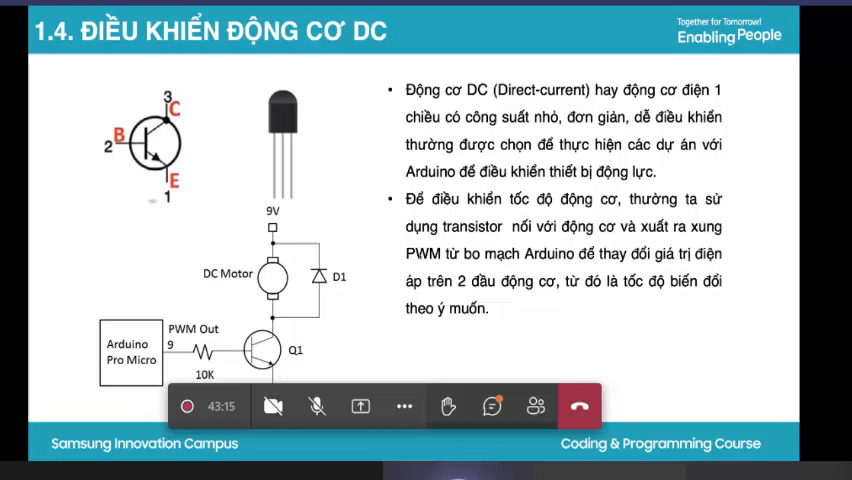 1.4. ĐIỀU KHIỂN ĐỘNG CƠ DC
Together for Tomorrow!
Enabling People
3
C
B
2
E
1
• Động cơ DC (Direct-current) hay động cơ điện 1
chiều có công suất nhỏ, đơn giản, dễ điều khiển
thường được chọn để thực hiện các dự án với
Arduino để điều khiển thiết bị động lực.
• Để điều khiển tốc độ động cơ, thường ta sử
dụng transistor nối với động cơ và xuất ra xung
PWM từ bo mạch Arduino để thay đổi giá trị điện
áp trên 2 đầu động cơ, từ đó là tốc độ biến đổi
theo ý muốn.
9V
DC Motor
D1
PWM Out
9
Arduino
Pro Micro
Q1
10K
43:15
Samsung Innovation Campus
Coding & Programming Course